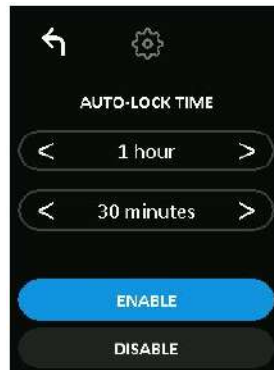 AUTO-LOCK TIME
< 1 hour >
< 30 minutes >
ENABLE
DISABLE